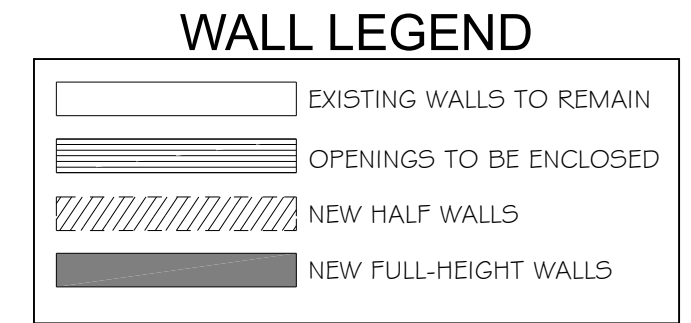 WALL LEGEND
EXISTING WALLS TO REMAIN
OPENINGS TO BE ENCLOSED
NEW HALF WALLS
NEW FULL-HEIGHT WALLS